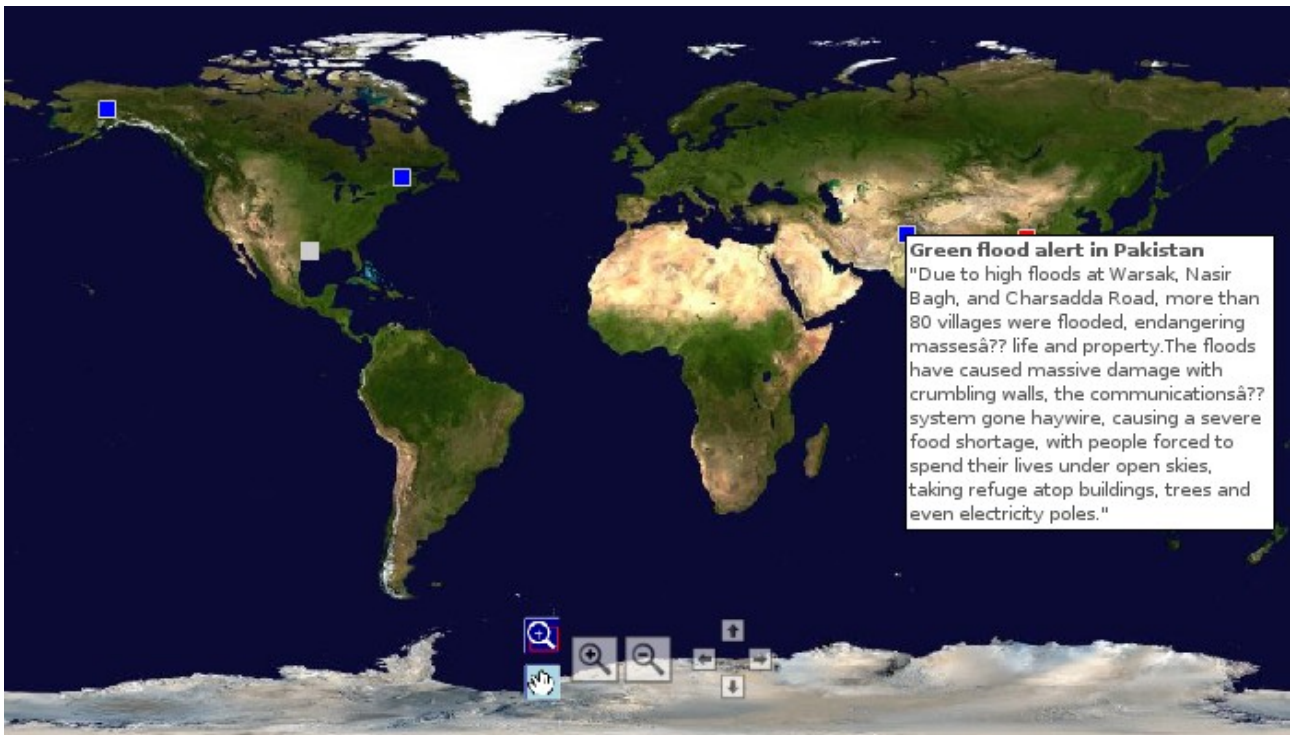 Green flood alert in Pakistan
"Due to high floods at Warsak, Nasir
Bagh, and Charsadda Road, more than
80 villages were flooded, endangering
massesâ?? life and property.The floods
have caused massive damage with
crumbling walls, the communicationsâ??
system gone haywire, causing a severe
food shortage, with people forced to
spend their lives under open skies,
taking refuge atop buildings, trees and
even electricity poles."